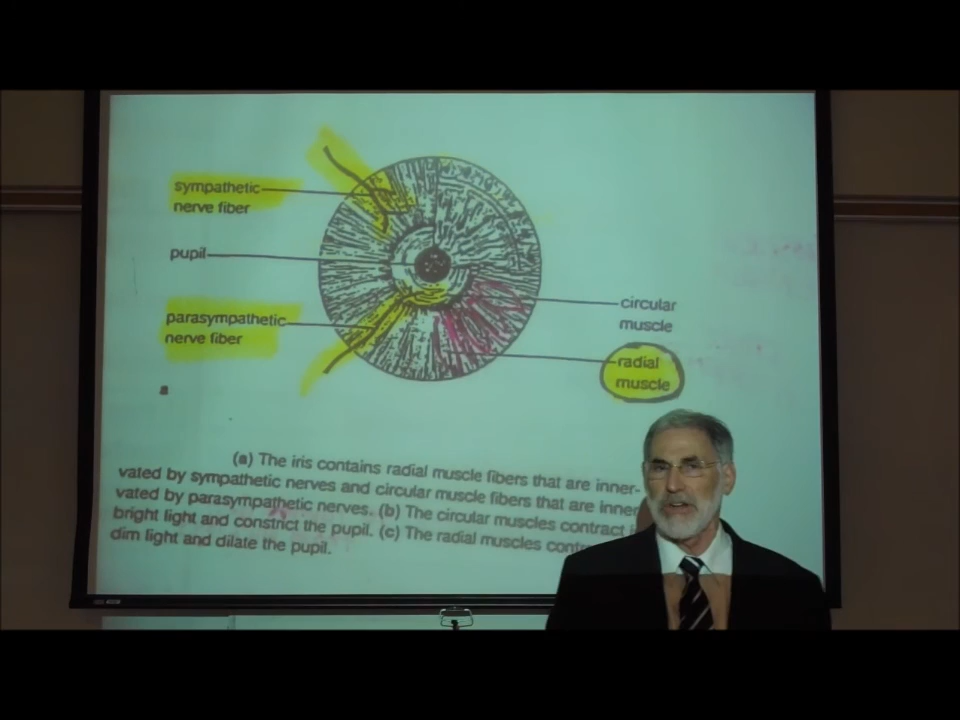 sympathetic
nerve fiber
pupil
parasympathetic
nerve fiber
circular
muscle
radial
muscle
a
(a) The iris contains radial muscle fibers that are inner-
vated by sympathetic nerves and circular muscle fibers that are inner
vated by parasympathetic nerves. (b) The circular muscles contract
bright light and constrict the pupil. (c) The radial muscles
dim light and dilate the pupil.